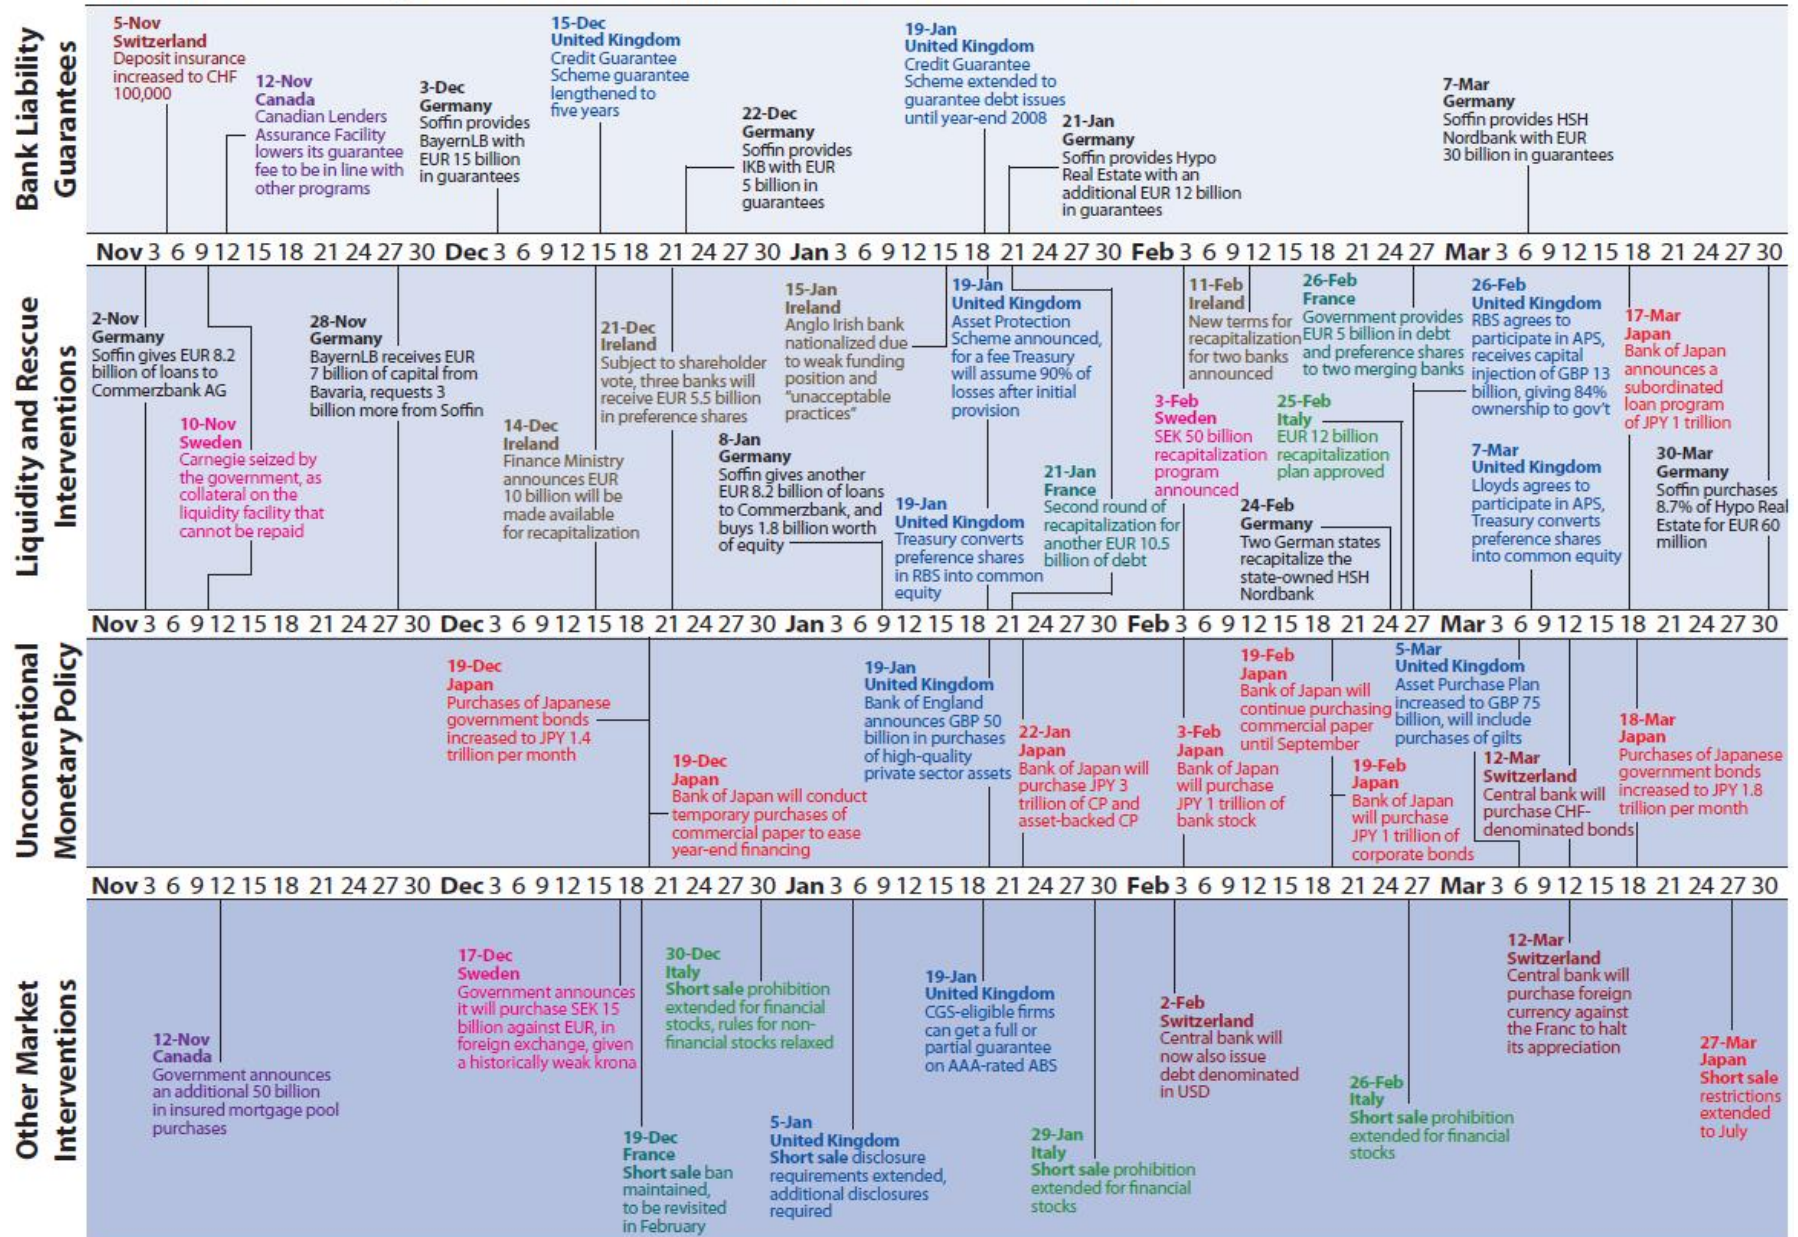 Bank Liability
Guarantees
5-Nov
Switzerland
Deposit insurance
increased to CHF
100,000
12-Nov
Canada
Canadian Lenders
Assurance Facility
lowers its guarantee
fee to be in line with
other programs
3-Dec
Germany
Soffin provides
BayernLB with
EUR 15 billion
in guarantees
15-Dec
United Kingdom
Credit Guarantee
Scheme guarantee
lengthened to
five years
22-Dec
Germany
Soffin provides
IKB with EUR
5 billion in
guarantees
19-Jan
United Kingdom
Credit Guarantee
Scheme extended to
guarantee debt issues
until year-end 2008
21-Jan
Germany
Soffin provides Hypo
Real Estate with an
additional EUR 12 billion
in guarantees
7-Mar
Germany
Soffin provides HSH
Nordbank with EUR
30 billion in guarantees
Nov 3 6 9 12 15 18 21 24 27 30 Dec 3 6 9 12 15 18 21 24 27 30 Jan 3 6 9 12 15 18 21 24 27 30 Feb 3 6 9 12 15 18 21 24 27 Mar 3 6 9 12 15 18 21 24 27 30
Liquidity and Rescue
Interventions
2-Nov
Germany
Soffin gives EUR 8.2
billion of loans to
Commerzbank AG
10-Nov
Sweden
Carnegie seized by
the government, as
collateral on the
liquidity facility that
cannot be repaid
28-Nov
Germany
BayernLB receives EUR
7 billion of capital from
Bavaria, requests 3
billion more from Soffin
14-Dec
Ireland
Finance Ministry
announces EUR
10 billion will be
made available
for recapitalization
21-Dec
Ireland
Subject to shareholder
vote, three banks will
receive EUR 5.5 billion
in preference shares
15-Jan
Ireland
Anglo Irish bank
nationalized due
to weak funding
position and
"unacceptable
practices"
8-Jan
Germany
Soffin gives another
EUR 8.2 billion of loans
to Commerzbank, and
buys 1.8 billion worth
of equity
19-Jan
United Kingdom
Asset Protection
Scheme announced,
for a fee Treasury
will assume 90% of
losses after initial
provision
19-Jan
United Kingdom
Treasury converts
preference shares
in RBS into common
equity
21-Jan
France
Second round of
recapitalization for
another EUR 10.5
billion of debt
3-Feb
Sweden
SEK 50 billion
recapitalization
program
announced
11-Feb
Ireland
New terms for
recapitalization
for two banks
announced
26-Feb
France
Government provides
EUR 5 billion in debt
and preference shares
to two merging banks
25-Feb
Italy
EUR 12 billion
recapitalization
plan approved
24-Feb
Germany
Two German states
recapitalize the
state-owned HSH
Nordbank
26-Feb
United Kingdom
RBS agrees to
participate in APS,
receives capital
injection of GBP 13
billion, giving 84%
ownership to gov't
7-Mar
United Kingdom
Lloyds agrees to
participate in APS,
Treasury converts
preference shares
into common equity
17-Mar
Japan
Bank of Japan
announces a
subordinated
loan program
of JPY 1 trillion
30-Mar
Germany
Soffin purchases
8.7% of Hypo Real
Estate for EUR 60
million
Nov 3 6 9 12 15 18 21 24 27 30 Dec 3 6 9 12 15 18 21 24 27 30 Jan 3 6 9 12 15 18 21 24 27 30 Feb 3 6 9 12 15 18 21 24 27 Mar 3 6 9 12 15 18 21 24 27 30
Unconventional
Monetary Policy
19-Dec
Japan
Purchases of Japanese
government bonds
increased to JPY 1.4
trillion per month
19-Dec
Japan
Bank of Japan will conduct
temporary purchases of
commercial paper to ease
year-end financing
19-Jan
United Kingdom
Bank of England
announces GBP 50
billion in purchases
of high-quality
private sector assets
22-Jan
Japan
Bank of Japan will
purchase JPY 3
trillion of CP and
asset-backed CP
3-Feb
Japan
Bank of Japan
will purchase
JPY 1 trillion of
bank stock
19-Feb
Japan
Bank of Japan will
continue purchasing
commercial paper
until September
19-Feb
Japan
Bank of Japan
will purchase
JPY 1 trillion of
corporate bonds
5-Mar
United Kingdom
Asset Purchase Plan
increased to GBP 75
billion, will include
purchases of gilts
12-Mar
Switzerland
Central bank will
purchase CHF-
denominated bonds
18-Mar
Japan
Purchases of Japanese
government bonds
increased to JPY 1.8
trillion per month
Nov 3 6 9 12 15 18 21 24 27 30 Dec 3 6 9 12 15 18 21 24 27 30 Jan 3 6 9 12 15 18 21 24 27 30 Feb 3 6 9 12 15 18 21 24 27 Mar 3 6 9 12 15 18 21 24 27 30
Other Market
Interventions
12-Nov
Canada
Government announces
an additional 50 billion
in insured mortgage pool
purchases
17-Dec
Sweden
Government announces
it will purchase SEK 15
billion against EUR, in
foreign exchange, given
a historically weak krona
19-Dec
France
Short sale ban
maintained,
to be revisited
in February
30-Dec
Italy
Short sale prohibition
extended for financial
stocks, rules for non-
financial stocks relaxed
5-Jan
United Kingdom
Short sale disclosure
requirements extended,
additional disclosures
required
19-Jan
United Kingdom
CGS-eligible firms
can get a full or
partial guarantee
on AAA-rated ABS
29-Jan
Italy
Short sale prohibition
extended for financial
stocks
2-Feb
Switzerland
Central bank will
now also issue
debt denominated
in USD
26-Feb
Italy
Short sale prohibition
extended for financial
stocks
12-Mar
Switzerland
Central bank will
purchase foreign
currency against
the Franc to halt
its appreciation
27-Mar
Japan
Short sale
restrictions
extended
to July